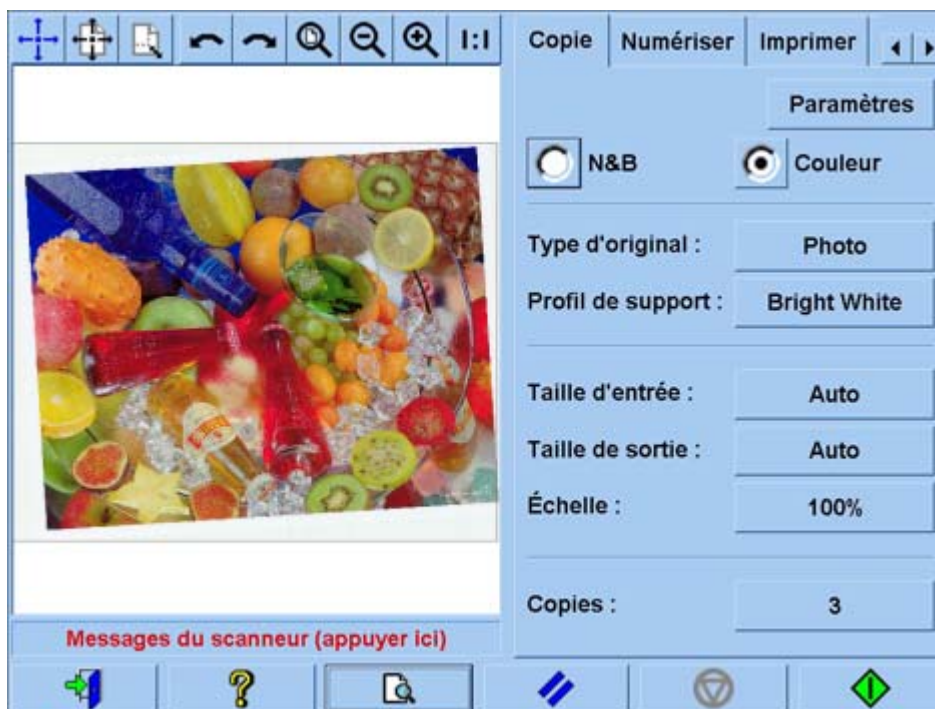 1:1
Copie
Numériser
Imprimer
Paramètres
N&B
Couleur
Type d'original :
Photo
Profil de support :
Bright White
Taille d'entrée :
Auto
Taille de sortie :
Auto
Échelle :
100%
Copies :
3
Messages du scanneur (appuyer ici)